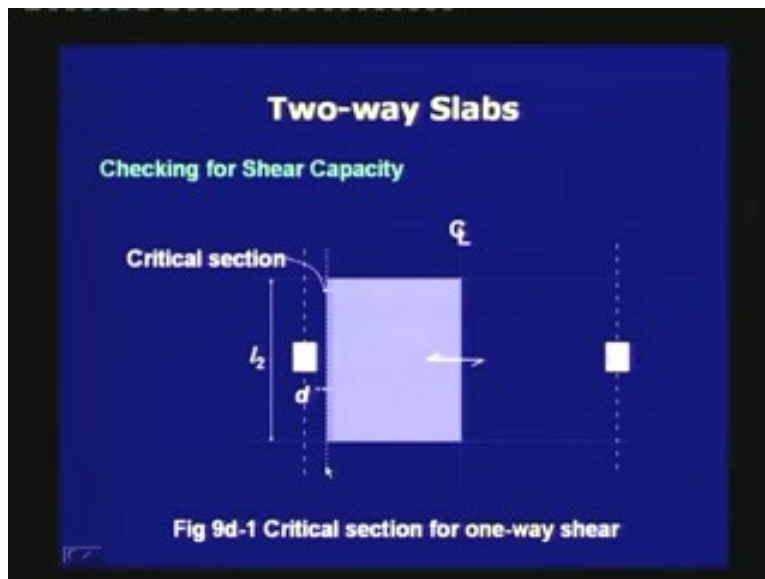 Two-way Slabs
Checking for Shear Capacity
C̲L
Critical section
l2
d
Fig 9d-1 Critical section for one-way shear